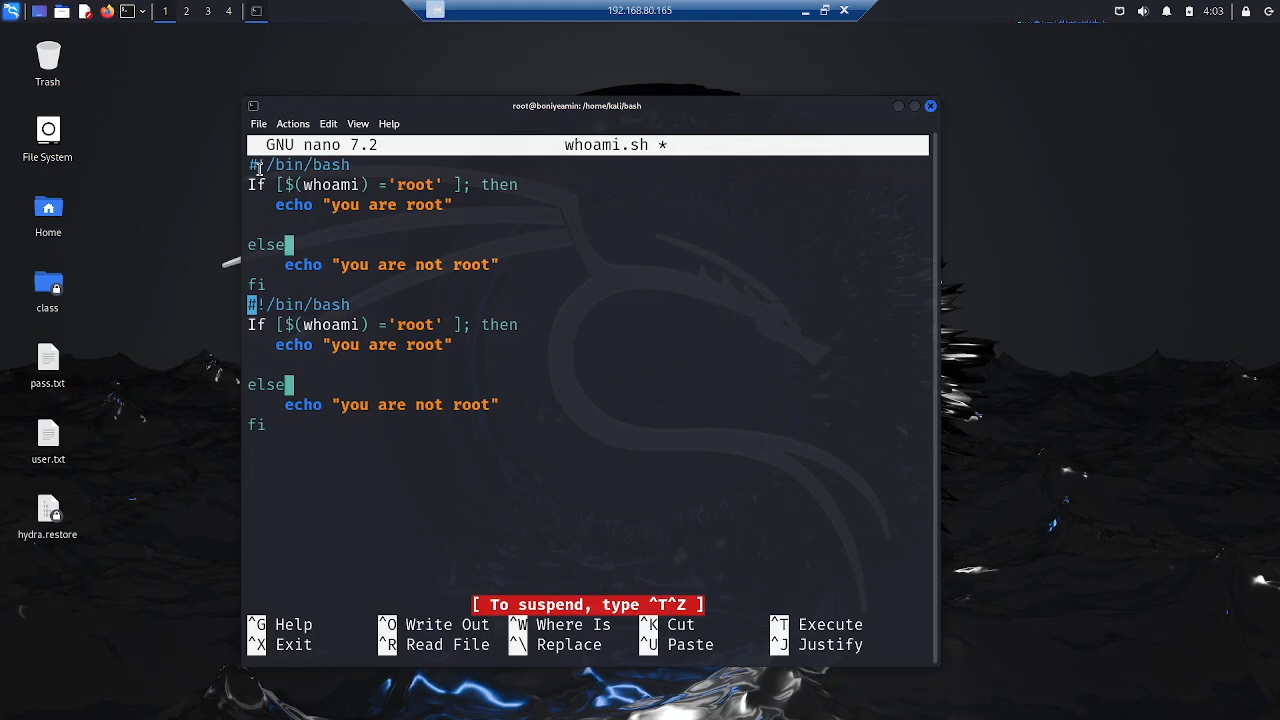 1 2 3 4
192.168.80.165
4:03
Trash
File System
Home
class
pass.txt
user.txt
hydra.restore
root@boniyeamin: /home/kali/bash
File Actions Edit View Help
GNU nano 7.2 whoami.sh *
#!/bin/bash
If [$(whoami) ='root' ]; then
echo "you are root"
else
echo "you are not root"
fi
#!/bin/bash
If [$(whoami) ='root' ]; then
echo "you are root"
else
echo "you are not root"
fi
[ To suspend, type ^T^Z ]
^G Help ^O Write Out ^W Where Is ^K Cut ^T Execute
^X Exit ^R Read File ^\ Replace ^U Paste ^J Justify